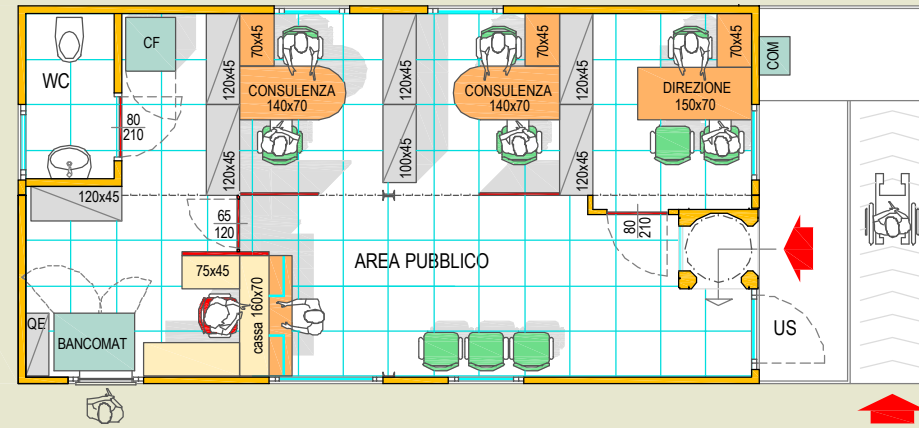 WC
CF
80
210
120x45
120x45
70x45
CONSULENZA
140x70
120x45
100x45
70x45
CONSULENZA
140x70
120x45
120x45
70x45
DIREZIONE
150x70
COM
120x45
65
120
80
210
AREA PUBBLICO
75x45
cassa 160x70
QE
BANCOMAT
US